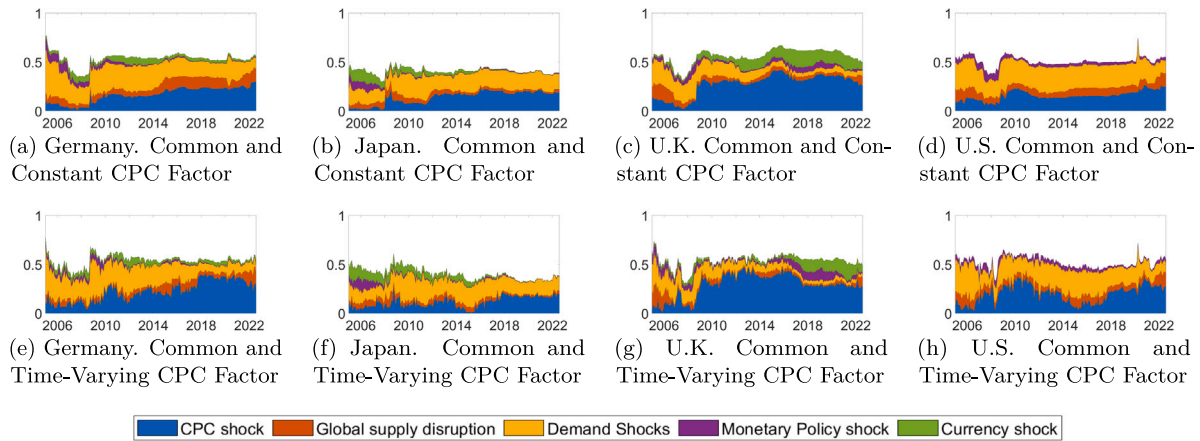 1
0.5
0
2006 2010 2014 2018 2022
(a) Germany. Common and
Constant CPC Factor
1
0.5
0
2006 2010 2014 2018 2022
(b) Japan. Common and
Constant CPC Factor
1
0.5
0
2006 2010 2014 2018 2022
(c) U.K. Common and Con-
stant CPC Factor
1
0.5
0
2006 2010 2014 2018 2022
(d) U.S. Common and Con-
stant CPC Factor
1
0.5
0
2006 2010 2014 2018 2022
(e) Germany. Common and
Time-Varying CPC Factor
1
0.5
0
2006 2010 2014 2018 2022
(f) Japan. Common and
Time-Varying CPC Factor
1
0.5
0
2006 2010 2014 2018 2022
(g) U.K. Common and
Time-Varying CPC Factor
1
0.5
0
2006 2010 2014 2018 2022
(h) U.S. Common and
Time-Varying CPC Factor
CPC shock Global supply disruption Demand Shocks Monetary Policy shock Currency shock